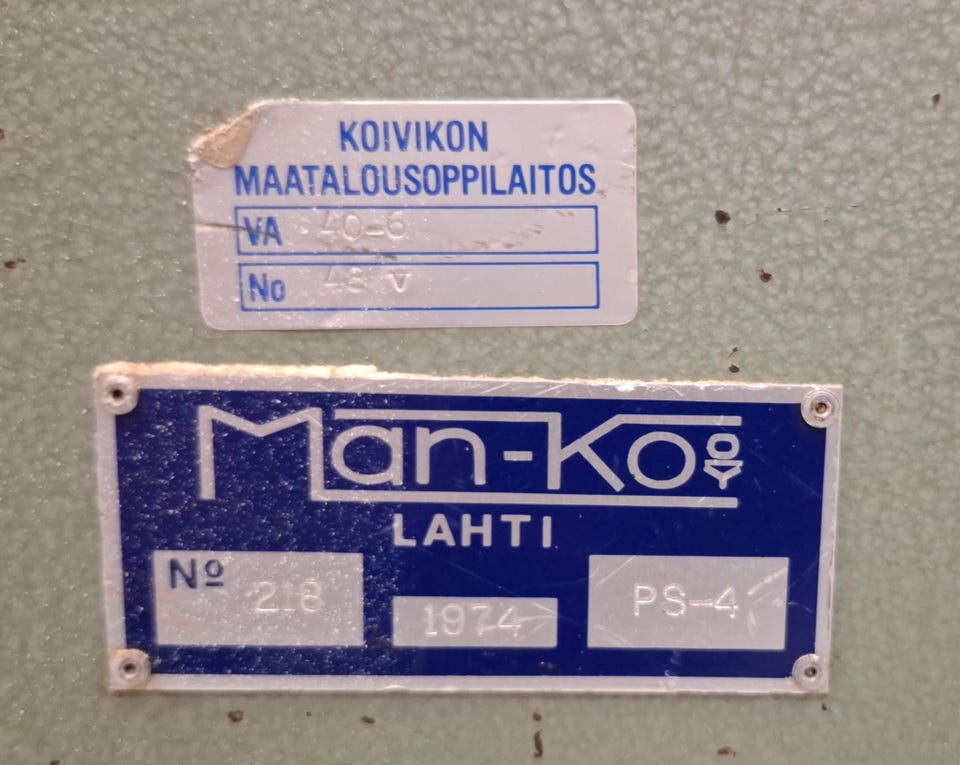 KOIVIKON
MAATALOUSOPPILAITOS
VA 40-6
No 48 V
Man-Ko OY
LAHTI
Nº 218 1974 PS-4